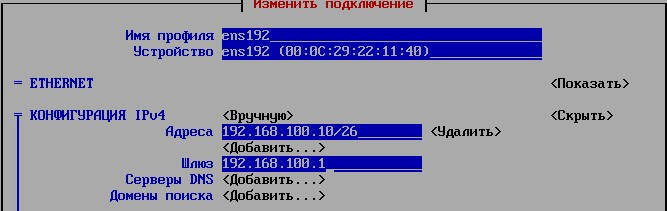 Изменить подключение
Имя профиля ens192
Устройство ens192 (00:0C:29:22:11:40)
= ETHERNET <Показать>
= КОНФИГУРАЦИЯ IPv4 <Вручную> <Скрыть>
Адреса 192.168.100.10/26 <Удалить>
<Добавить...>
Шлюз 192.168.100.1
Серверы DNS <Добавить...>
Домены поиска <Добавить...>